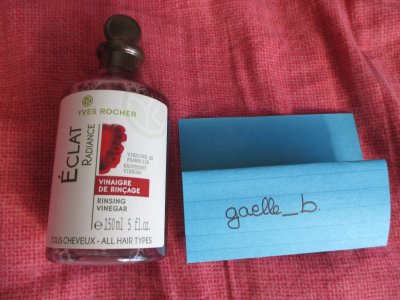 YVES ROCHER
ÉCLAT
RADIANCE
VINAIGRE DE
FRAMBOISE
RASPBERRY
VINEGAR
VINAIGRE
DE RINÇAGE
RINSING
VINEGAR
e 150ml 5 fl.oz.
TOUS CHEVEUX - ALL HAIR TYPES
gaelle_b.